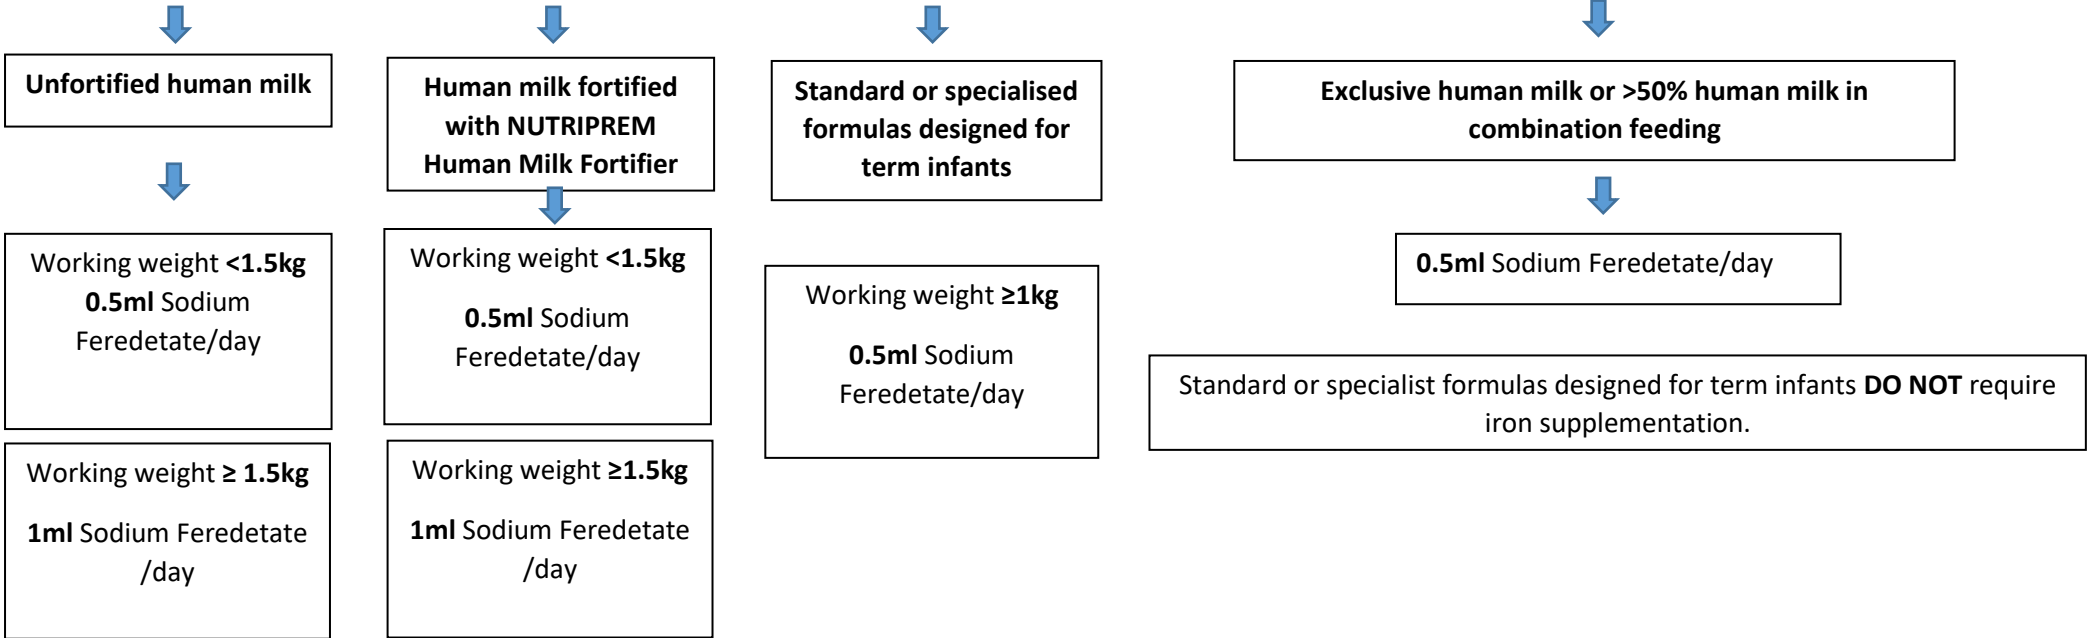 Unfortified human milk
Working weight <1.5kg
0.5ml Sodium
Feredetate/day
Working weight ≥ 1.5kg
1ml Sodium Feredetate
/day
Human milk fortified
with NUTRIPREM
Human Milk Fortifier
Working weight <1.5kg
0.5ml Sodium
Feredetate/day
Working weight ≥1.5kg
1ml Sodium Feredetate
/day
Standard or specialised
formulas designed for
term infants
Working weight ≥1kg
0.5ml Sodium
Feredetate/day
Exclusive human milk or >50% human milk in
combination feeding
0.5ml Sodium Feredetate/day
Standard or specialist formulas designed for term infants DO NOT require
iron supplementation.